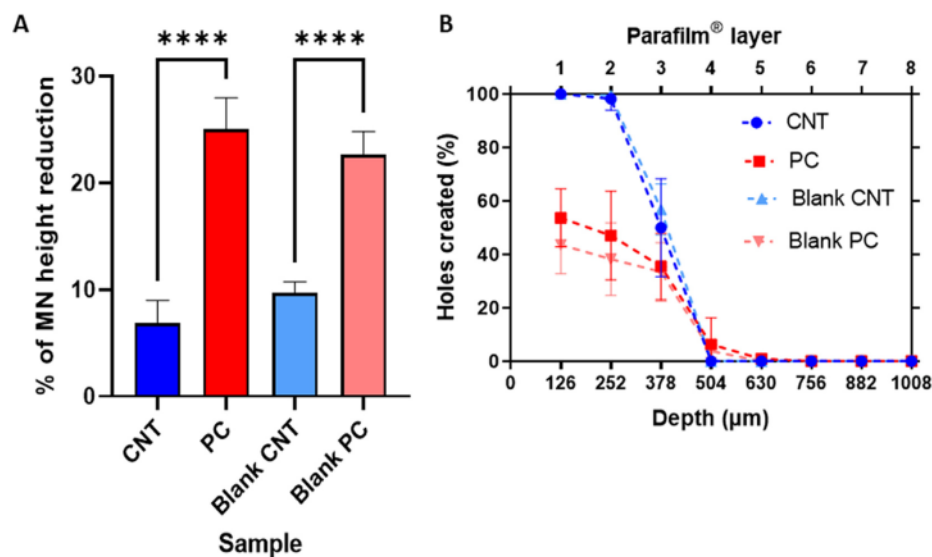 A
****
****
% of MN height reduction
30
20
10
0
CNT
PC
Blank CNT
Blank PC
Sample
B
Parafilm® layer
1 2 3 4 5 6 7 8
Holes created (%)
100
80
60
40
20
0
CNT
PC
Blank CNT
Blank PC
0 126 252 378 504 630 756 882 1008
Depth (μm)